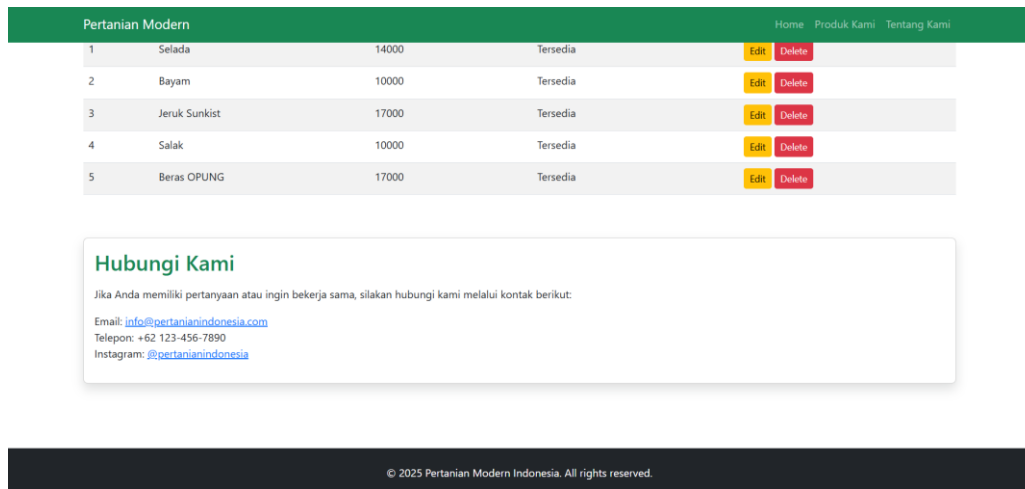 Pertanian Modern Home Produk Kami Tentang Kami
1 Selada 14000 Tersedia Edit Delete
2 Bayam 10000 Tersedia Edit Delete
3 Jeruk Sunkist 17000 Tersedia Edit Delete
4 Salak 10000 Tersedia Edit Delete
5 Beras OPUNG 17000 Tersedia Edit Delete
Hubungi Kami
Jika Anda memiliki pertanyaan atau ingin bekerja sama, silakan hubungi kami melalui kontak berikut:
Email: info@pertanianindonesia.com
Telepon: +62 123-456-7890
Instagram: @pertanianindonesia
© 2025 Pertanian Modern Indonesia. All rights reserved.